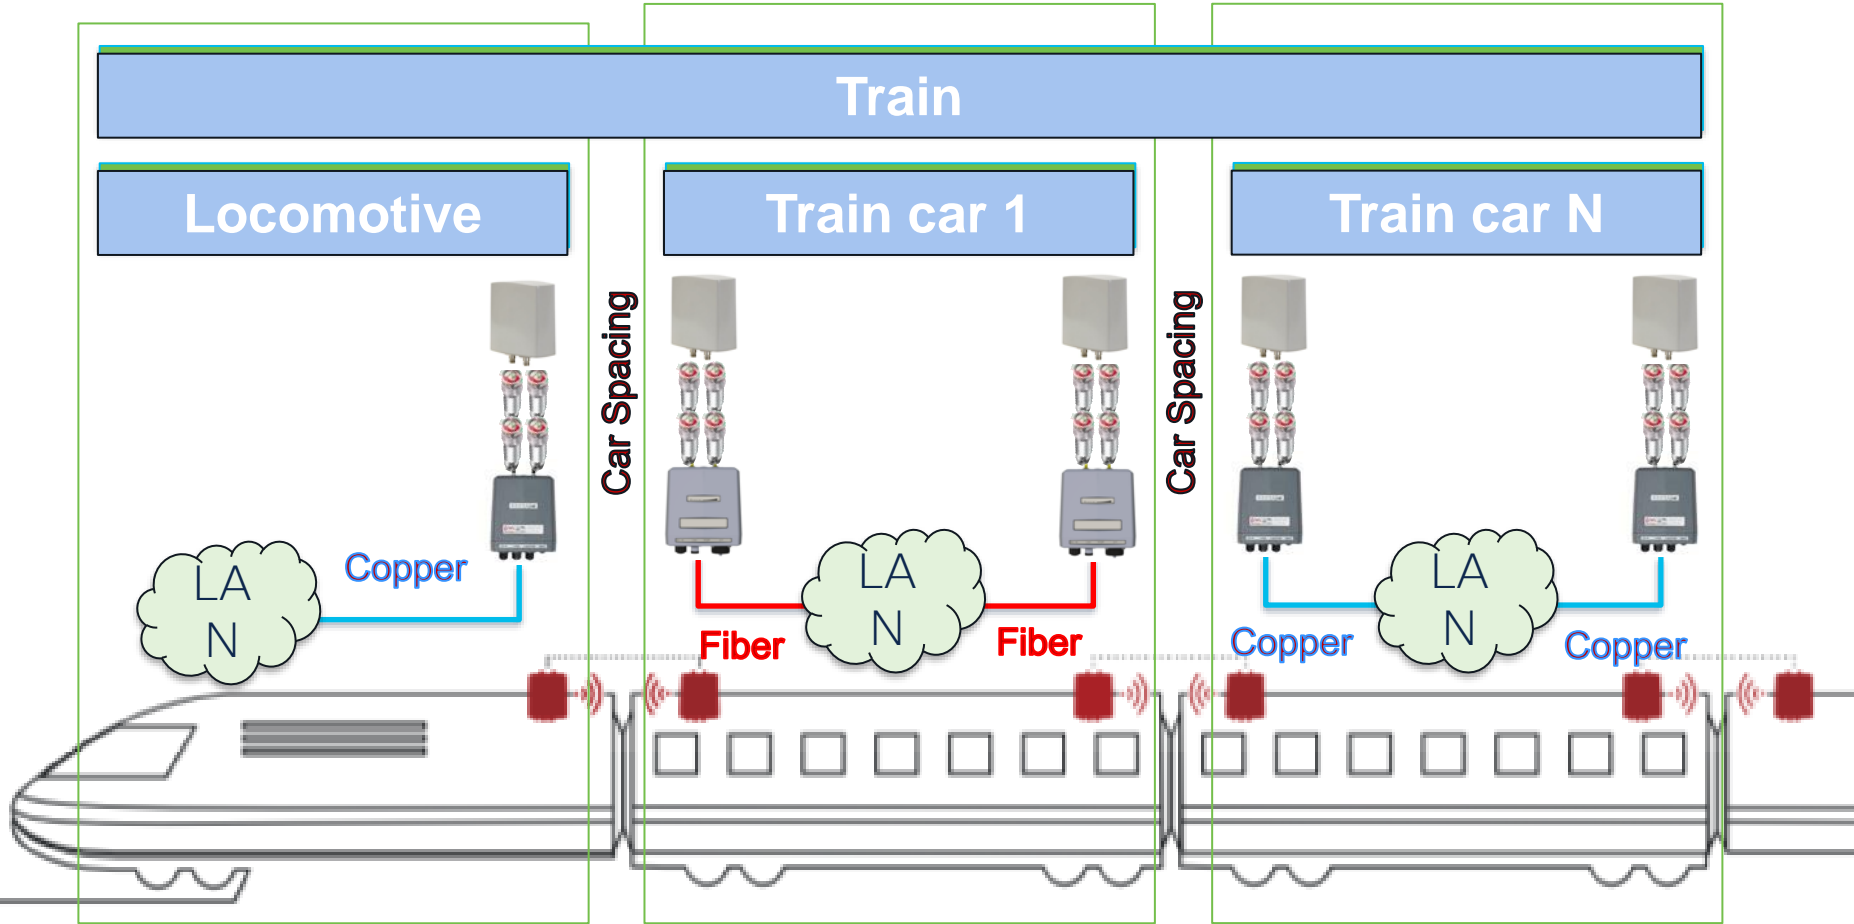 Train
Locomotive
Train car 1
Train car N
Car Spacing
Car Spacing
Copper
LA
N
LA
N
Fiber
Fiber
LA
N
Copper
Copper